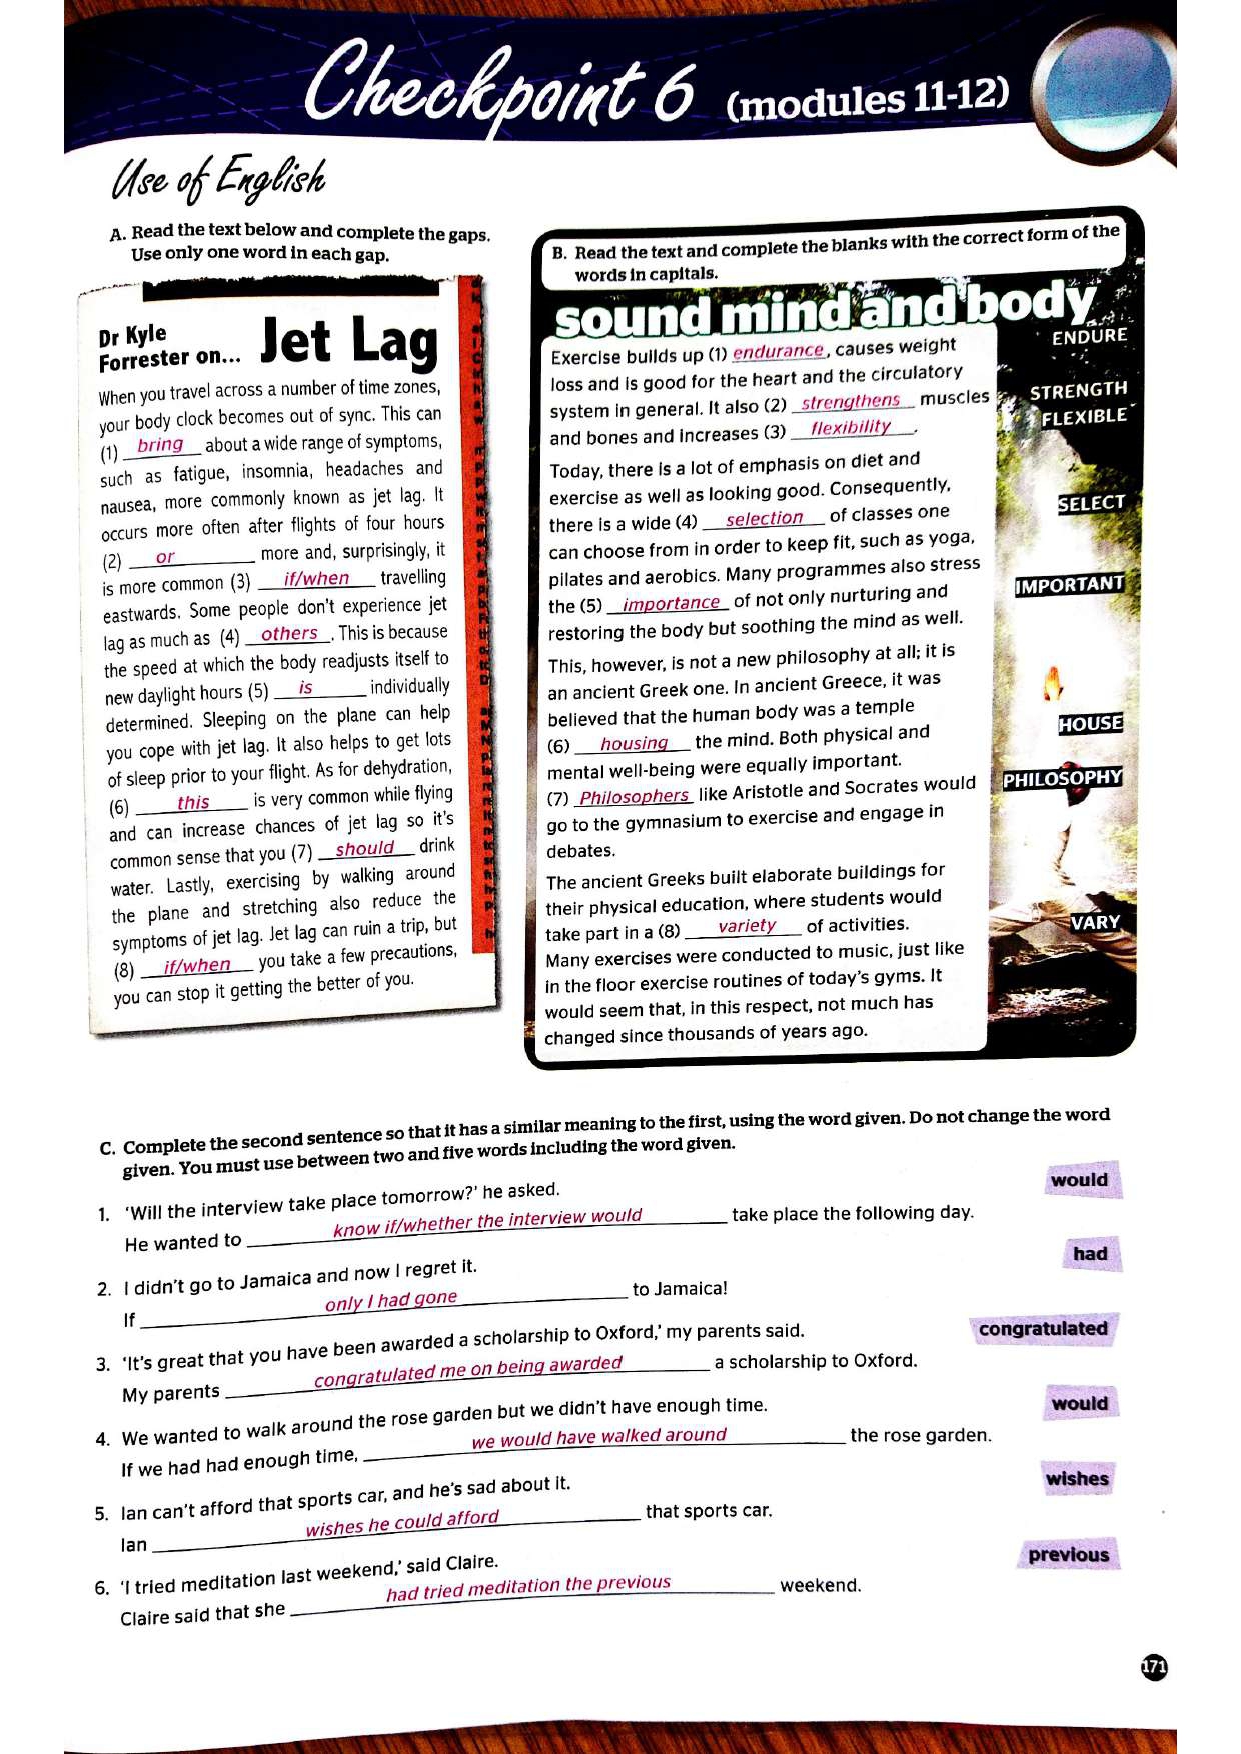 Checkpoint 6 (modules 11-12)
Use of English
A. Read the text below and complete the gaps.
Use only one word in each gap.
Dr Kyle
Forrester on... Jet Lag
When you travel across a number of time zones,
your body clock becomes out of sync. This can
(1) bring about a wide range of symptoms,
such as fatigue, insomnia, headaches and
nausea, more commonly known as jet lag. It
occurs more often after flights of four hours
(2) or more and, surprisingly, it
is more common (3) if/when travelling
eastwards. Some people don't experience jet
lag as much as (4) others. This is because
the speed at which the body readjusts itself to
new daylight hours (5) is individually
determined. Sleeping on the plane can help
you cope with jet lag. It also helps to get lots
of sleep prior to your flight. As for dehydration,
(6) this is very common while flying
and can increase chances of jet lag so it's
common sense that you (7) should drink
water. Lastly, exercising by walking around
the plane and stretching also reduce the
symptoms of jet lag. Jet lag can ruin a trip, but
(8) if/when you take a few precautions,
you can stop it getting the better of you.
B. Read the text and complete the blanks with the correct form of the
words in capitals.
sound mind and body
Exercise builds up (1) endurance, causes weight ENDURE
loss and is good for the heart and the circulatory
system in general. It also (2) strengthens muscles STRENGTH
and bones and increases (3) flexibility. FLEXIBLE
Today, there is a lot of emphasis on diet and
exercise as well as looking good. Consequently,
there is a wide (4) selection of classes one SELECT
can choose from in order to keep fit, such as yoga,
pilates and aerobics. Many programmes also stress
the (5) importance of not only nurturing and IMPORTANT
restoring the body but soothing the mind as well.
This, however, is not a new philosophy at all; it is
an ancient Greek one. In ancient Greece, it was
believed that the human body was a temple
(6) housing the mind. Both physical and HOUSE
mental well-being were equally important.
(7) Philosophers like Aristotle and Socrates would PHILOSOPHY
go to the gymnasium to exercise and engage in
debates.
The ancient Greeks built elaborate buildings for
their physical education, where students would
take part in a (8) variety of activities. VARY
Many exercises were conducted to music, just like
in the floor exercise routines of today's gyms. It
would seem that, in this respect, not much has
changed since thousands of years ago.
C. Complete the second sentence so that it has a similar meaning to the first, using the word given. Do not change the word
given. You must use between two and five words including the word given.
1. 'Will the interview take place tomorrow?' he asked. would
He wanted to know if/whether the interview would take place the following day.
2. I didn't go to Jamaica and now I regret it. had
If only I had gone to Jamaica!
3. 'It's great that you have been awarded a scholarship to Oxford,' my parents said. congratulated
My parents congratulated me on being awarded a scholarship to Oxford.
4. We wanted to walk around the rose garden but we didn't have enough time. would
If we had had enough time, we would have walked around the rose garden.
5. Ian can't afford that sports car, and he's sad about it. wishes
Ian wishes he could afford that sports car.
6. 'I tried meditation last weekend,' said Claire. previous
Claire said that she had tried meditation the previous weekend.
171